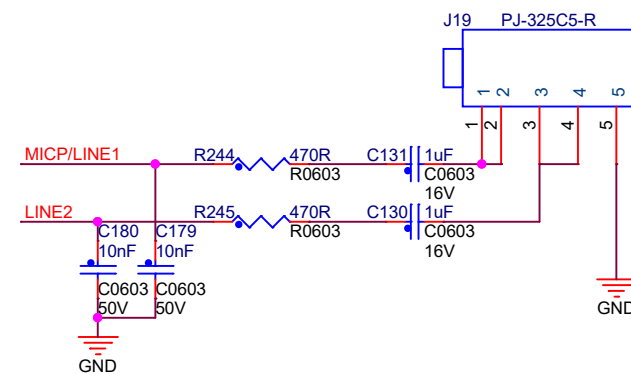 J19 PJ-325C5-R
1 2 3 4 5
1 2 3 4 5
MICP/LINE1 R244 470R C131 1uF
R0603 C0603
16V
LINE2 R245 470R C130 1uF
R0603 C0603
16V
C180 C179
10nF 10nF
C0603 C0603
50V 50V
GND
GND